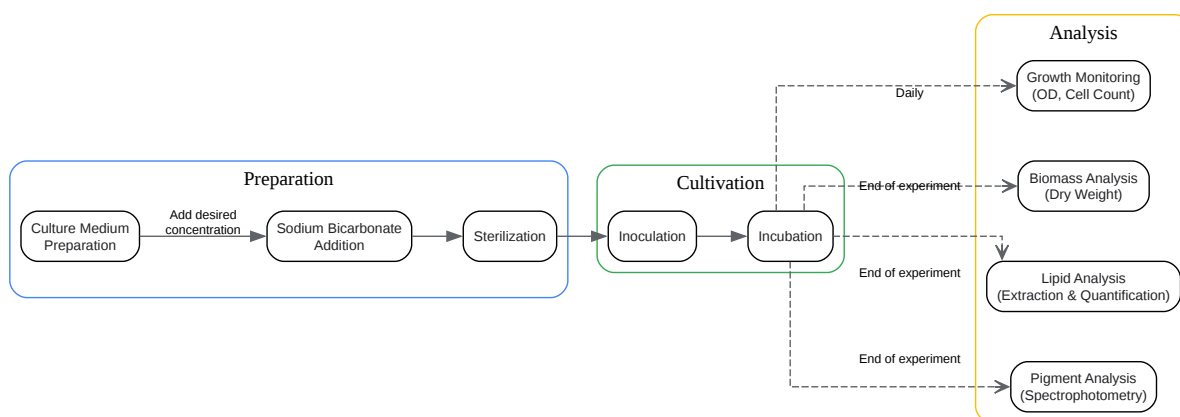 Preparation
Culture Medium
Preparation
Add desired
concentration
Sodium Bicarbonate
Addition
Sterilization
Cultivation
Inoculation
Incubation
Daily
End of experiment
End of experiment
End of experiment
Analysis
Growth Monitoring
(OD, Cell Count)
Biomass Analysis
(Dry Weight)
Lipid Analysis
(Extraction & Quantification)
Pigment Analysis
(Spectrophotometry)